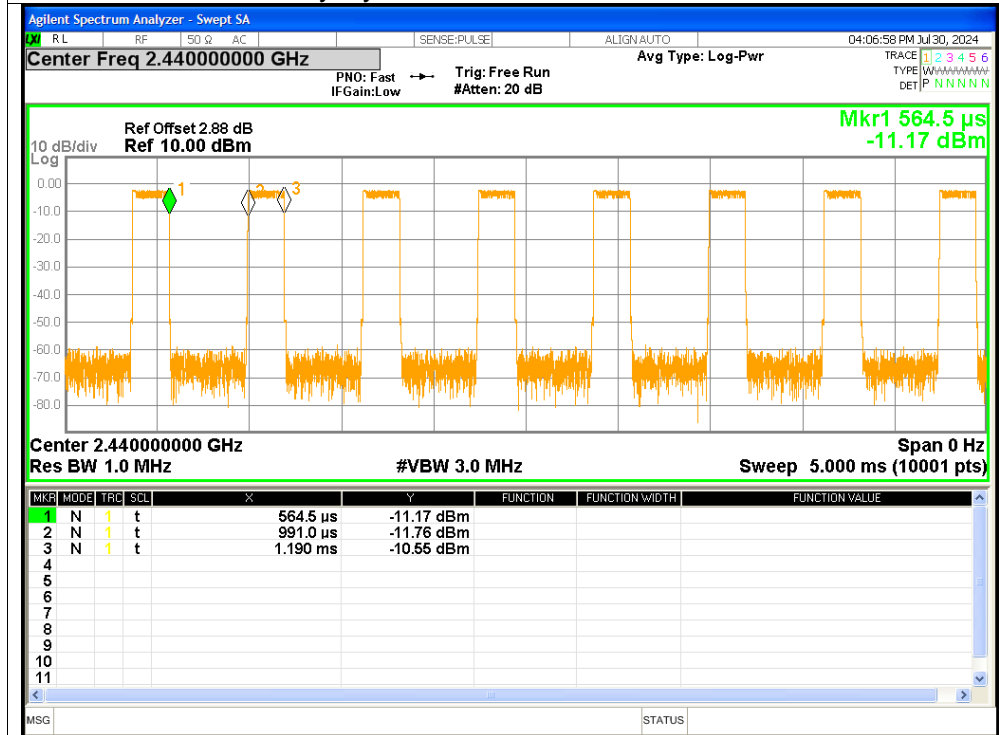 Agilent Spectrum Analyzer - Swept SA
LXI RL RF 50 Ω AC SENSE:PULSE ALIGN AUTO 04:06:58 PM Jul 30, 2024
Center Freq 2.440000000 GHz
PNO: Fast
IFGain:Low
Trig: Free Run
#Atten: 20 dB
Avg Type: Log-Pwr
TRACE 1 2 3 4 5 6
TYPE
DET P N N N N N
Ref Offset 2.88 dB
10 dB/div Ref 10.00 dBm
Log
Mkr1 564.5 µs
-11.17 dBm
0.00
-10.0
-20.0
-30.0
-40.0
-50.0
-60.0
-70.0
-80.0
1 2 3
Center 2.440000000 GHz Span 0 Hz
Res BW 1.0 MHz #VBW 3.0 MHz Sweep 5.000 ms (10001 pts)
MKR MODE TRC SCL X Y FUNCTION FUNCTION WIDTH FUNCTION VALUE
1 N 1 t 564.5 µs -11.17 dBm
2 N 1 t 991.0 µs -11.76 dBm
3 N 1 t 1.190 ms -10.55 dBm
4
5
6
7
8
9
10
11
MSG STATUS